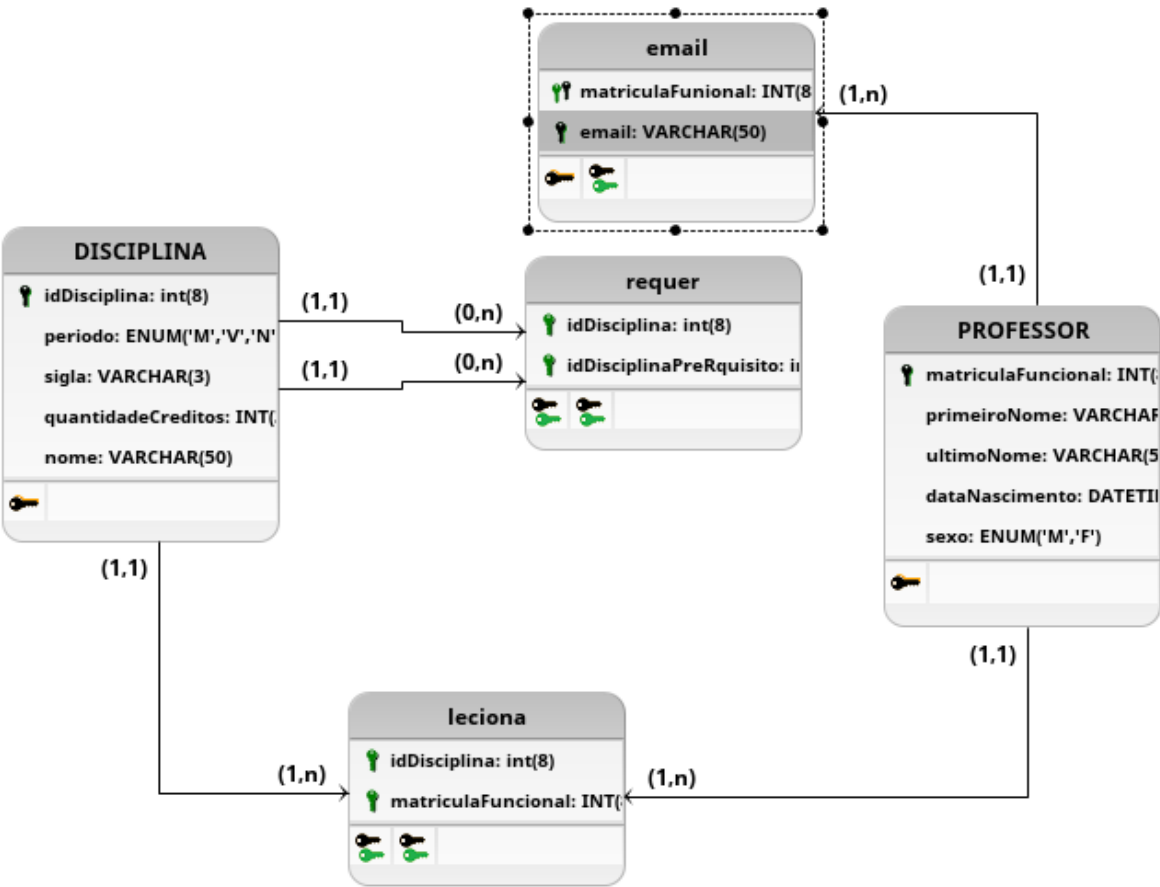 email
matriculaFunional: INT(8
email: VARCHAR(50)
(1,n)
(1,1)
DISCIPLINA
idDisciplina: int(8)
periodo: ENUM('M','V','N'
sigla: VARCHAR(3)
quantidadeCreditos: INT(
nome: VARCHAR(50)
(1,1)
(0,n)
(1,1)
(0,n)
requer
idDisciplina: int(8)
idDisciplinaPreRquisito: i
PROFESSOR
matriculaFuncional: INT(
primeiroNome: VARCHAR
ultimoNome: VARCHAR(5
dataNascimento: DATETI
sexo: ENUM('M','F')
(1,1)
(1,1)
leciona
idDisciplina: int(8)
matriculaFuncional: INT(
(1,n)
(1,n)